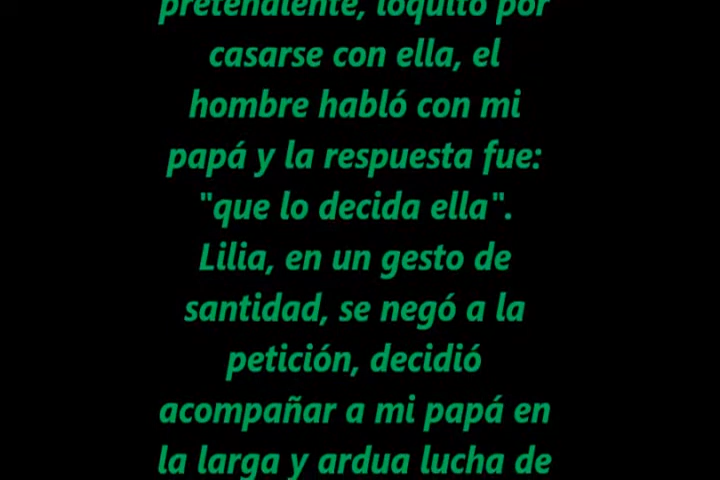 pretendiente, loquito por
casarse con ella, el
hombre habló con mi
papá y la respuesta fue:
"que lo decida ella".
Lilia, en un gesto de
santidad, se negó a la
petición, decidió
acompañar a mi papá en
la larga y ardua lucha de